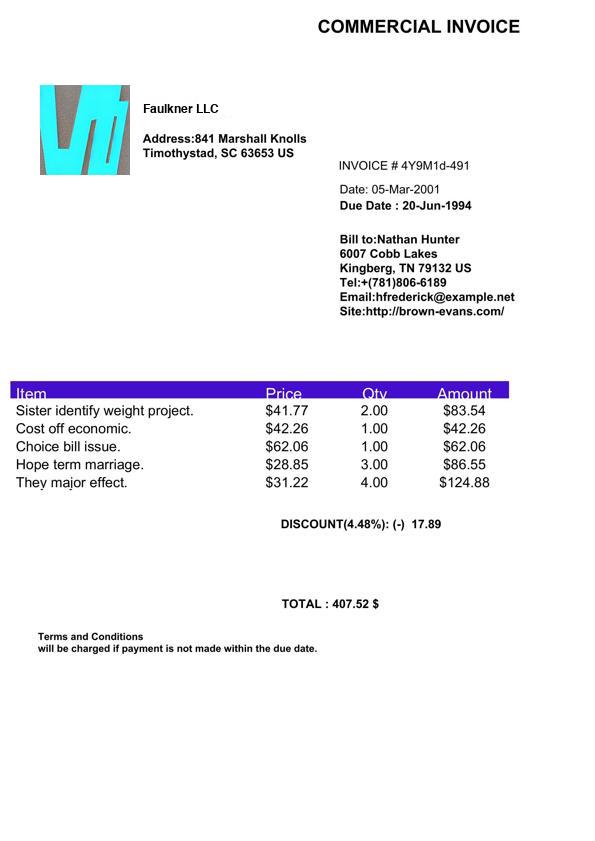 COMMERCIAL INVOICE
Faulkner LLC
Address:841 Marshall Knolls
Timothystad, SC 63653 US
INVOICE # 4Y9M1d-491
Date: 05-Mar-2001
Due Date : 20-Jun-1994
Bill to:Nathan Hunter
6007 Cobb Lakes
Kingberg, TN 79132 US
Tel:+(781)806-6189
Email:hfrederick@example.net
Site:http://brown-evans.com/
Item Price Qty Amount
Sister identify weight project. $41.77 2.00 $83.54
Cost off economic. $42.26 1.00 $42.26
Choice bill issue. $62.06 1.00 $62.06
Hope term marriage. $28.85 3.00 $86.55
They major effect. $31.22 4.00 $124.88
DISCOUNT(4.48%): (-) 17.89
TOTAL : 407.52 $
Terms and Conditions
will be charged if payment is not made within the due date.